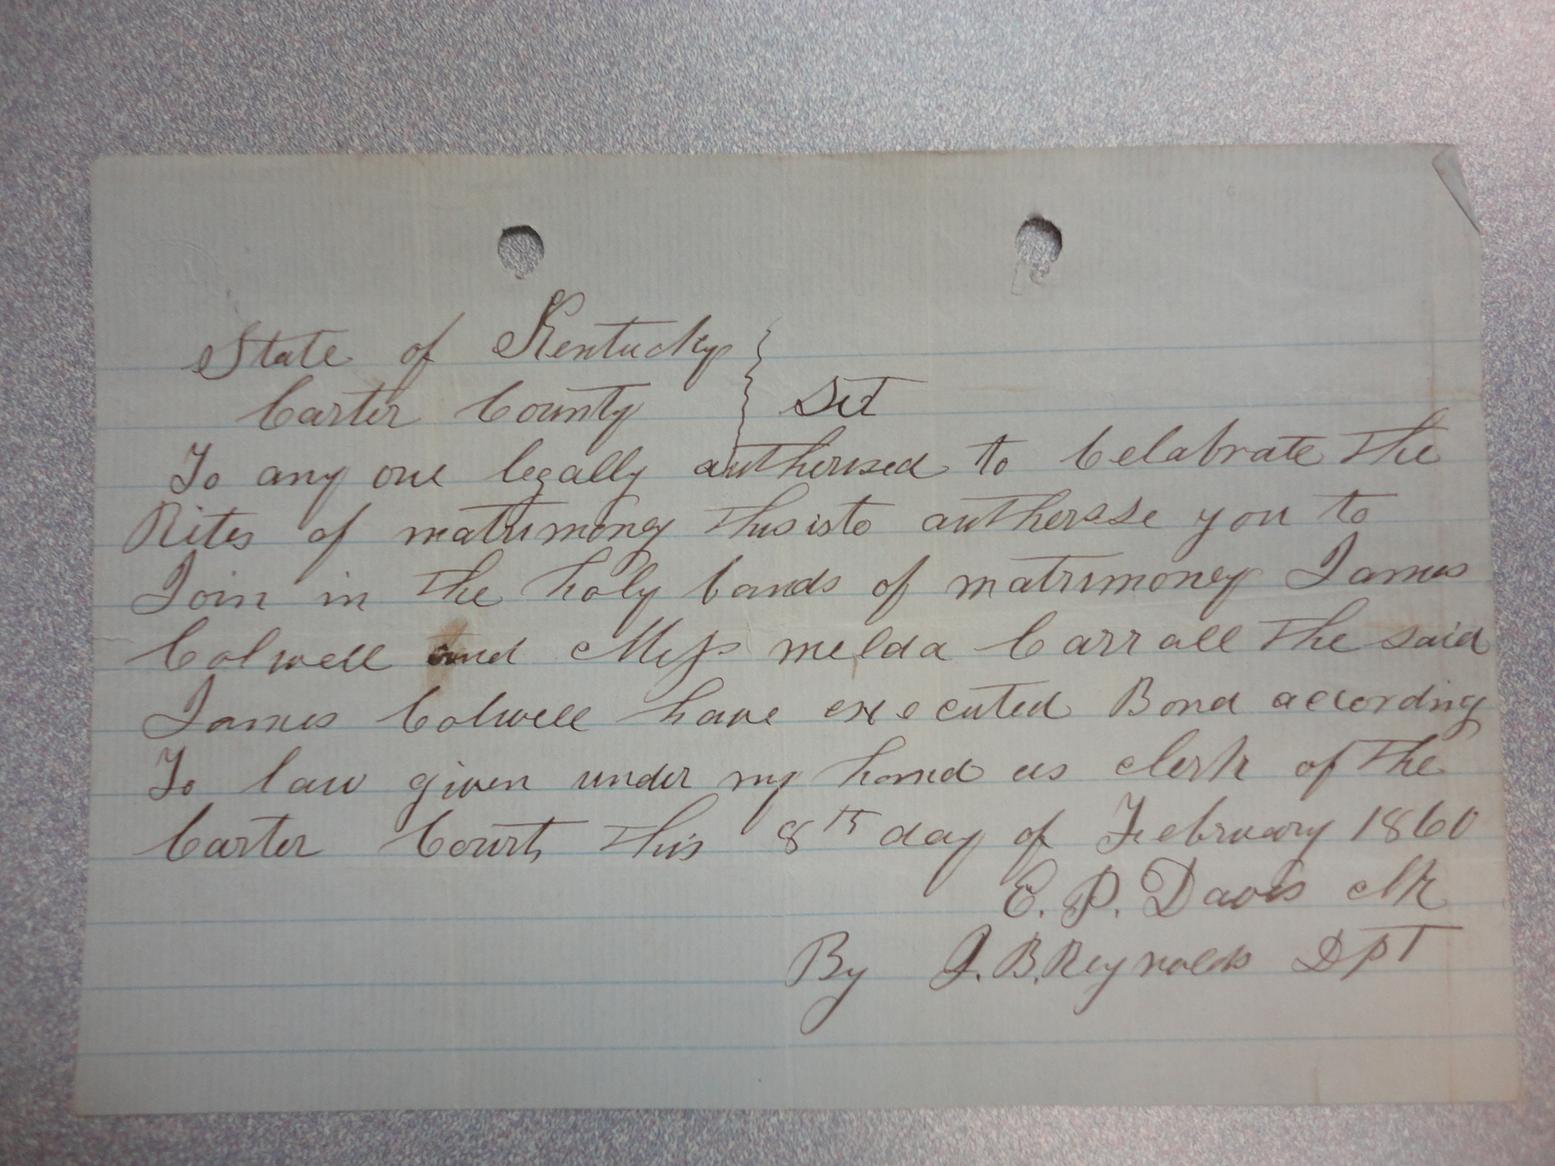 State of Kentucky }
Carter County } Sct
To any one legally authorised to Celabrate the
Rites of matrimoney this is to authorise you to
Join in the holy bands of matrimoney James
Colwell and Miss melda Carrall the said
James Colwell have executed Bond according
To law given under my hand as clerk of the
Carter Court this 8th day of February 1860
E. P. Davis clk
By J. B. Reynolds DPT